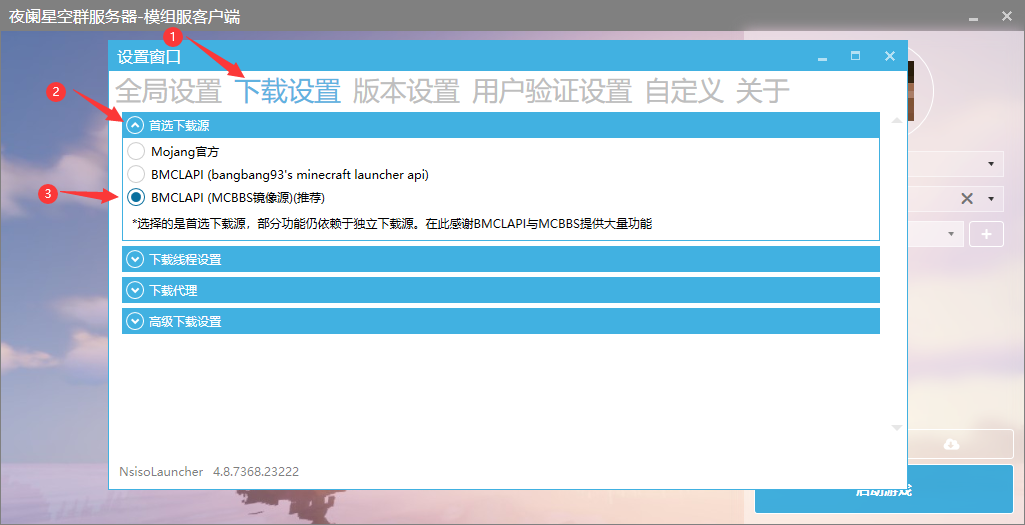 夜阑星空群服务器-模组服客户端
1
设置窗口
全局设置 下载设置 版本设置 用户验证设置 自定义 关于
2
首选下载源
Mojang官方
BMCLAPI (bangbang93's minecraft launcher api)
3
BMCLAPI (MCBBS镜像源)(推荐)
*选择的是首选下载源，部分功能仍依赖于独立下载源。在此感谢BMCLAPI与MCBBS提供大量功能
下载线程设置
下载代理
高级下载设置
NsisoLauncher 4.8.7368.23222
启动游戏